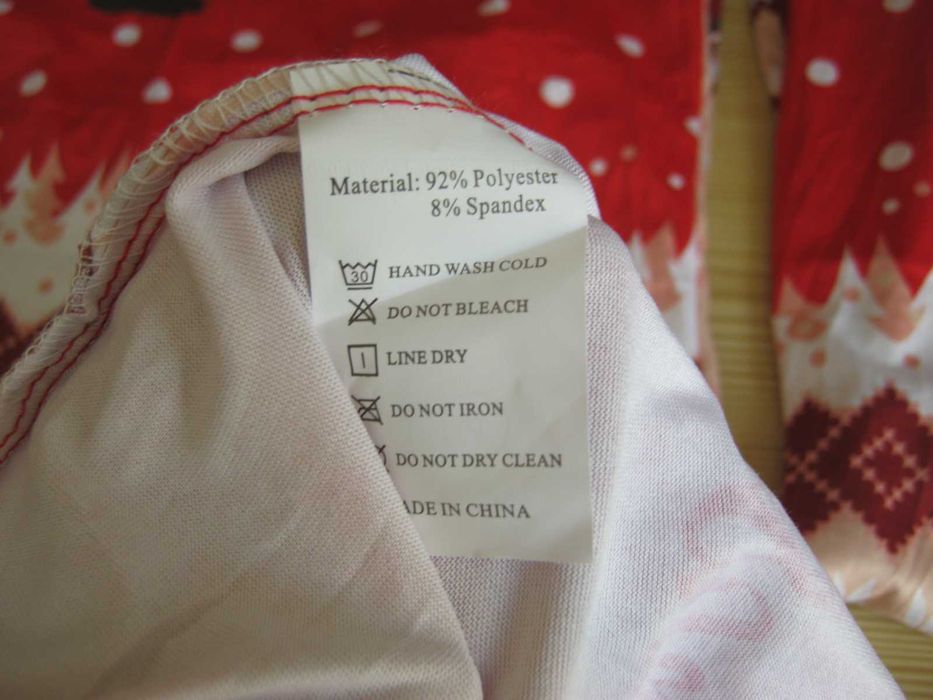 Material: 92% Polyester
8% Spandex
30 HAND WASH COLD
DO NOT BLEACH
LINE DRY
DO NOT IRON
DO NOT DRY CLEAN
ADE IN CHINA